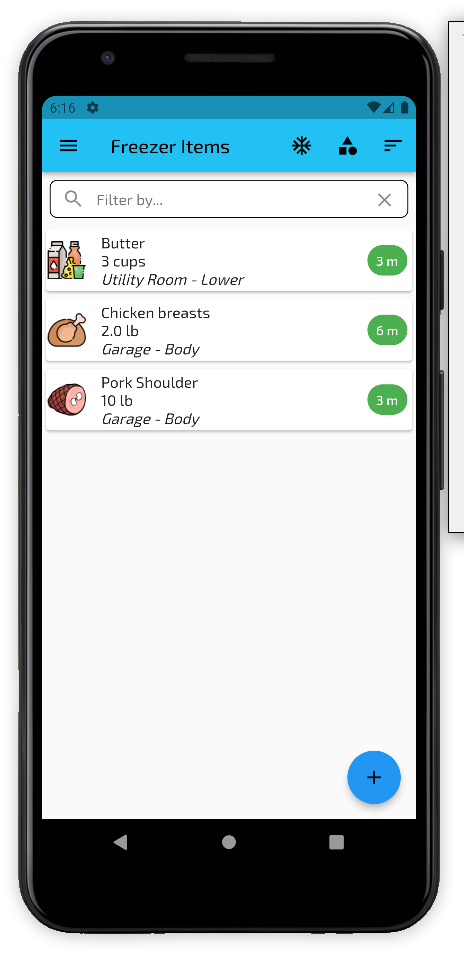 6:16
Freezer Items
Filter by...
Butter
3 cups
Utility Room - Lower
3 m
Chicken breasts
2.0 lb
Garage - Body
6 m
Pork Shoulder
10 lb
Garage - Body
3 m